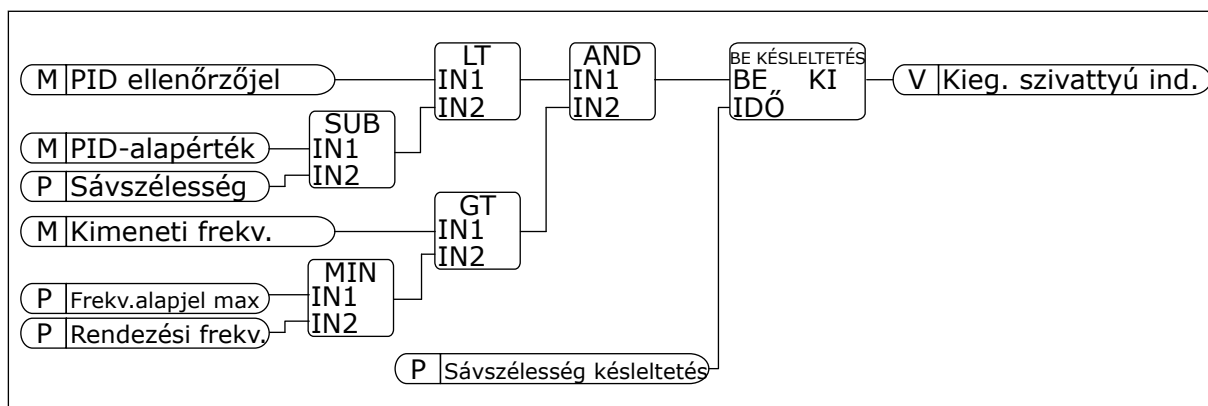 LT
AND
BE KÉSLELTETÉS
M PID ellenőrzőjel
IN1
IN1
BE KI
V Kieg. szivattyú ind.
IN2
IN2
IDŐ
SUB
M PID-alapérték
IN1
P Sávszélesség
IN2
GT
M Kimeneti frekv.
IN1
IN2
MIN
P Frekv.alapjel max
IN1
P Rendezési frekv.
IN2
P Sávszélesség késleltetés